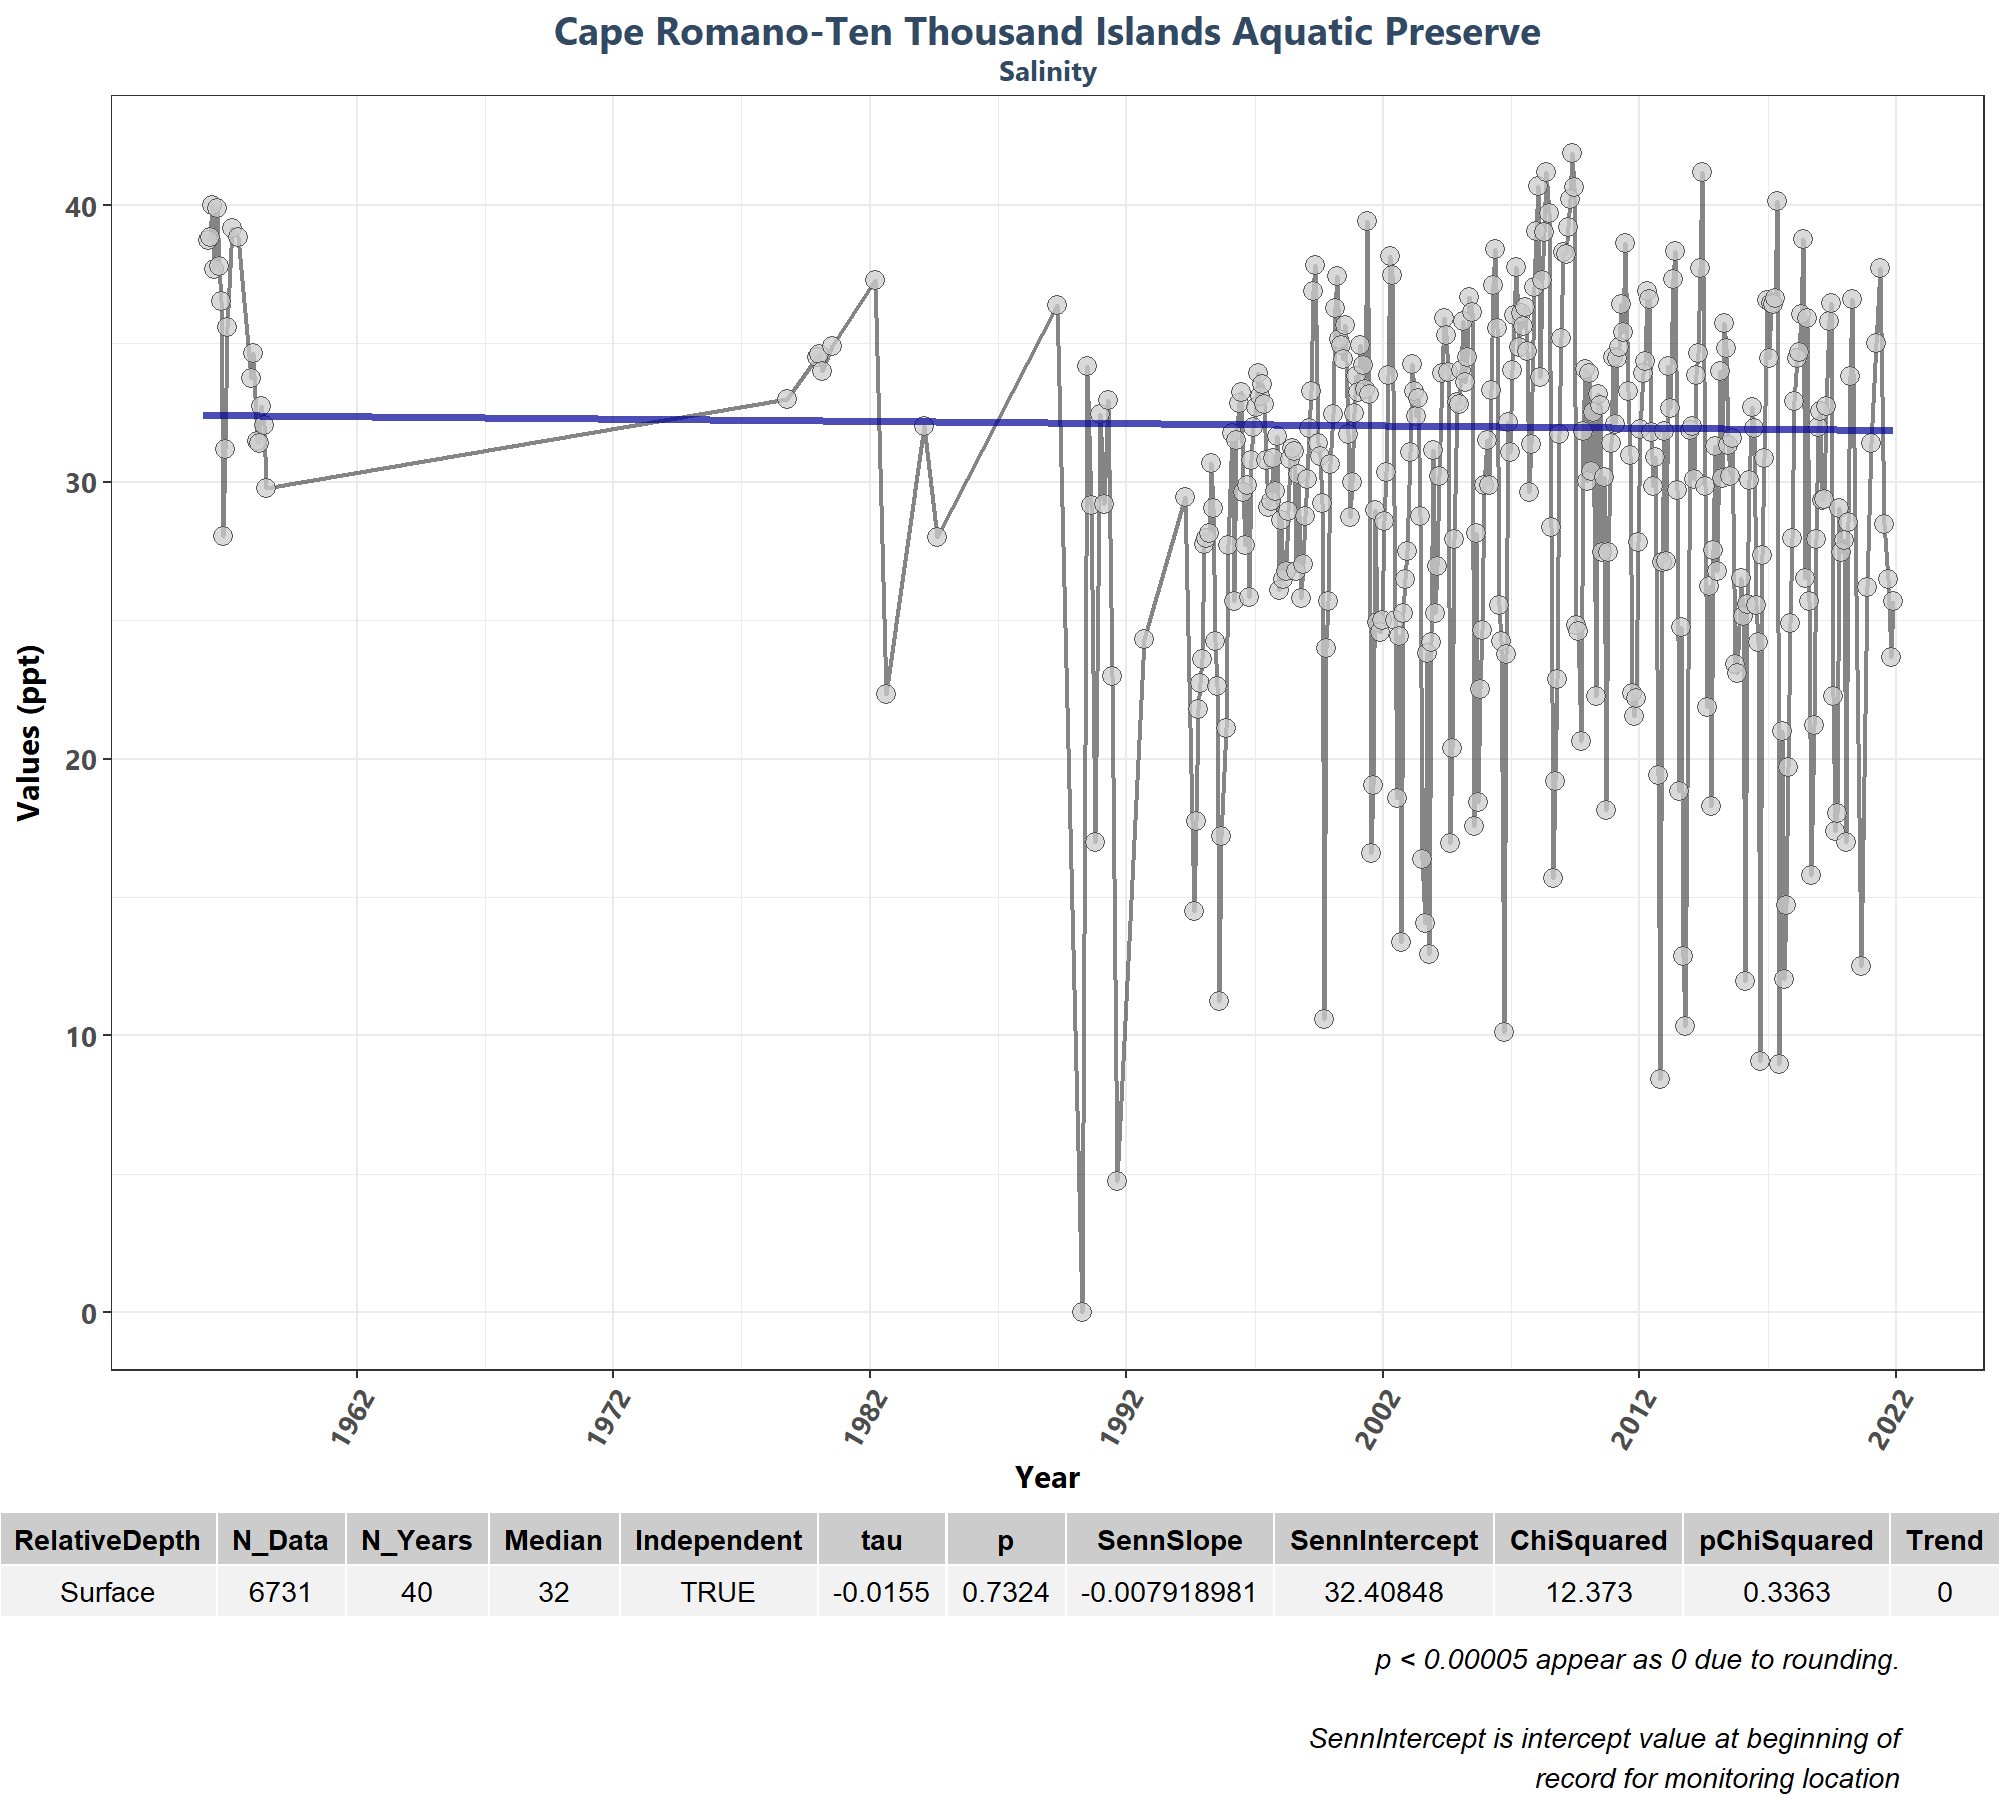 Cape Romano-Ten Thousand Islands Aquatic Preserve
Salinity
Values (ppt)
40
30
20
10
0
1962
1972
1982
1992
2002
2012
2022
Year
RelativeDepth N_Data N_Years Median Independent tau p SennSlope SennIntercept ChiSquared pChiSquared Trend
Surface 6731 40 32 TRUE -0.0155 0.7324 -0.007918981 32.40848 12.373 0.3363 0
p < 0.00005 appear as 0 due to rounding.
SennIntercept is intercept value at beginning of
record for monitoring location